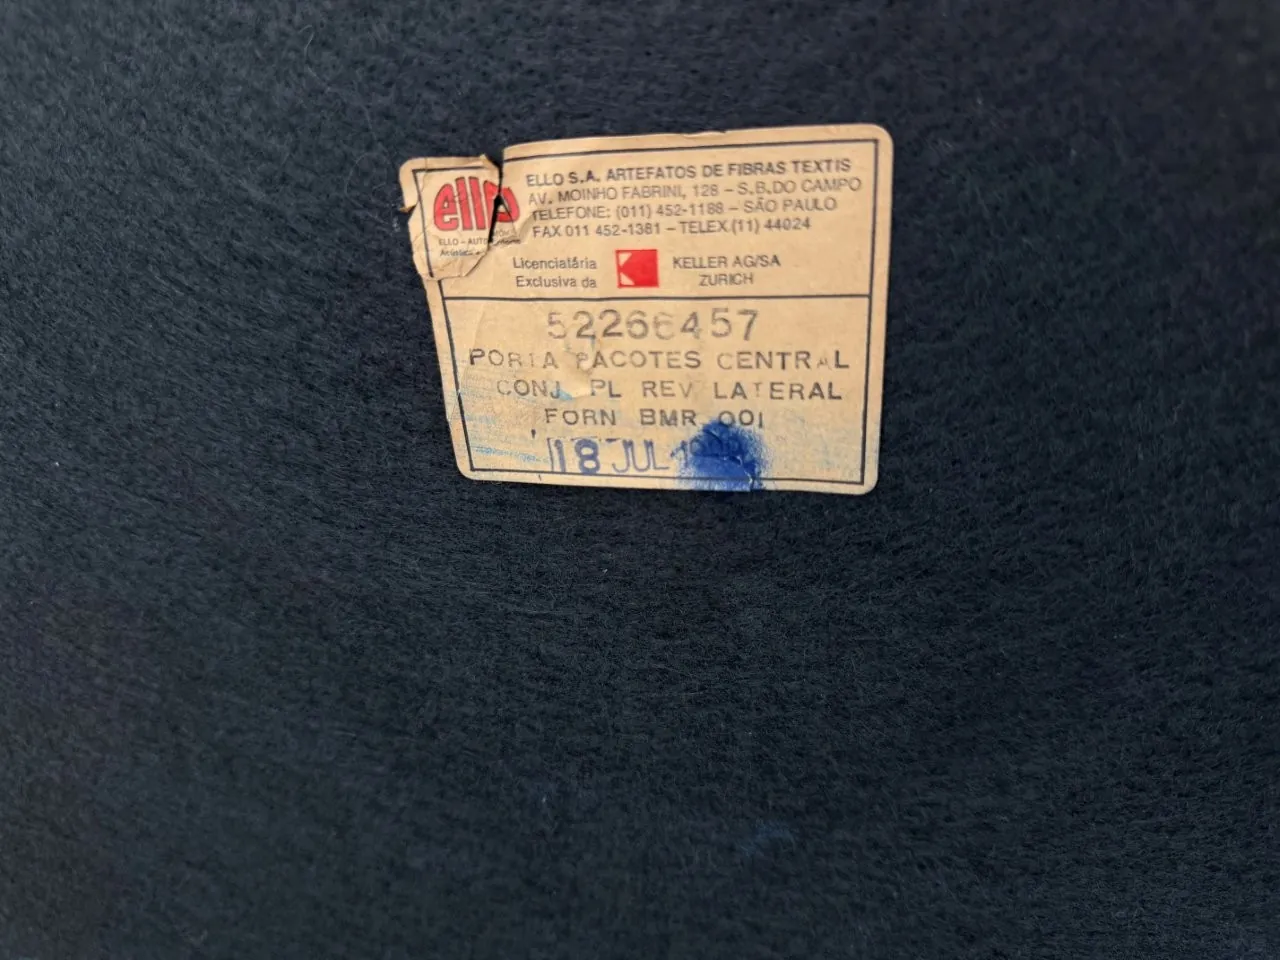 ello
ELLO S.A. ARTEFATOS DE FIBRAS TEXTIS
AV. MOINHO FABRINI, 128 – S.B.DO CAMPO
TELEFONE: (011) 452-1188 – SÃO PAULO
FAX 011 452-1381 – TELEX (11) 44024
ELLO – AUTO
Licenciatária
Exclusiva da
KELLER AG/SA
ZURICH
52266457
PORTA PACOTES CENTRAL
CONJ PL REV LATERAL
FORN BMR 001
18 JUL